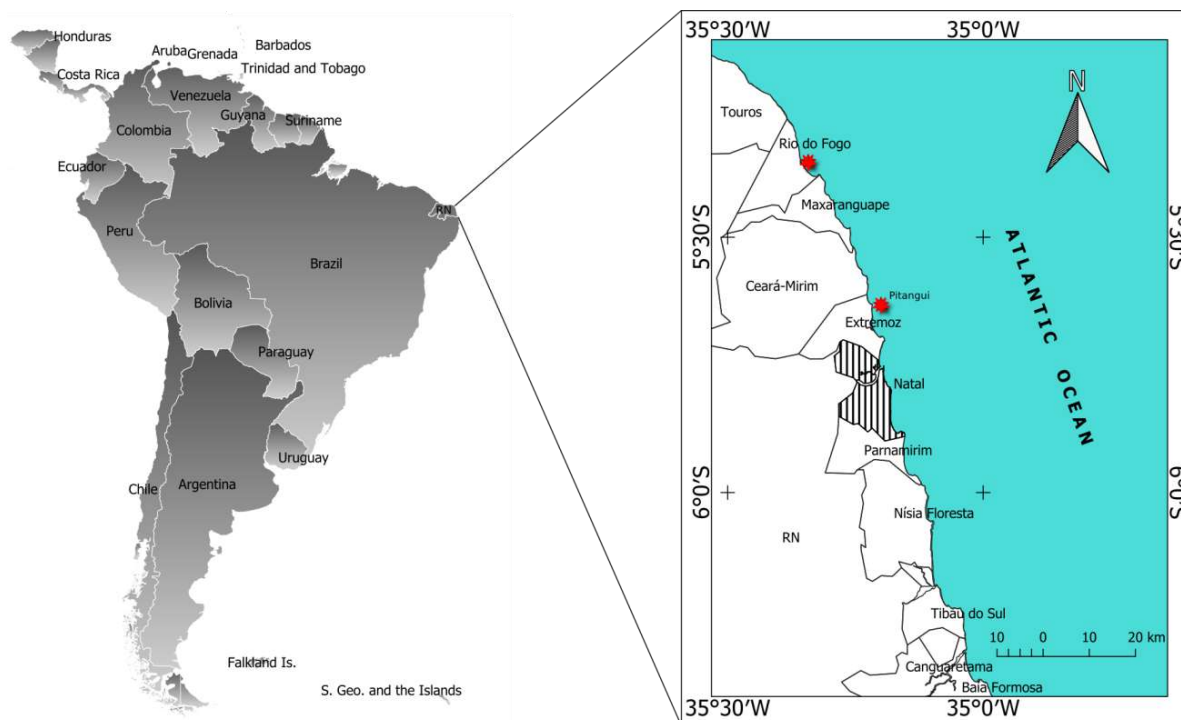 Honduras
Costa Rica
Aruba
Grenada
Barbados
Trinidad and Tobago
Venezuela
Guyana
Suriname
Colombia
Ecuador
Peru
RN
Brazil
Bolivia
Paraguay
Uruguay
Chile
Argentina
Falkland Is.
S. Geo. and the Islands
35°30'W
35°0'W
N
Touros
Rio do Fogo
Maxaranguape
5°30'S
5°30'S
Ceará-Mirim
Pitangui
Extremoz
Natal
Parnamirim
ATLANTIC OCEAN
6°0'S
6°0'S
Nísia Floresta
RN
Tibau do Sul
10 0 10 20 km
Canguaretama
Baia Formosa
35°30'W
35°0'W